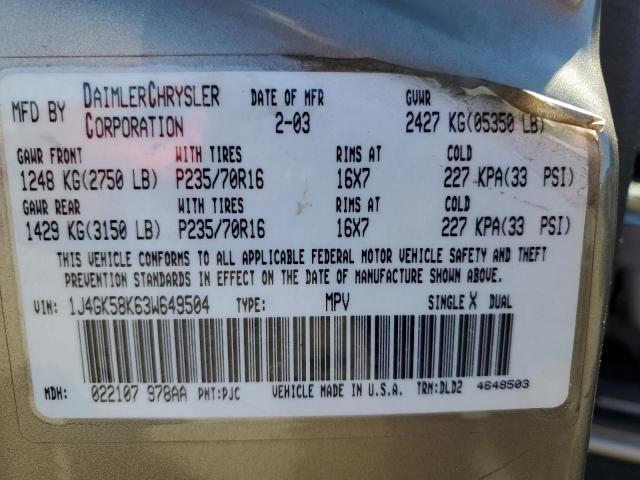 MFD BY DAIMLERCHRYSLER CORPORATION DATE OF MFR 2-03 GVWR 2427 KG(05350 LB)
GAWR FRONT WITH TIRES RIMS AT COLD
1248 KG(2750 LB) P235/70R16 16X7 227 KPA(33 PSI)
GAWR REAR WITH TIRES RIMS AT COLD
1429 KG(3150 LB) P235/70R16 16X7 227 KPA(33 PSI)
THIS VEHICLE CONFORMS TO ALL APPLICABLE FEDERAL MOTOR VEHICLE SAFETY AND THEFT
PREVENTION STANDARDS IN EFFECT ON THE DATE OF MANUFACTURE SHOWN ABOVE.
VIN: 1J4GK58K63W649504 TYPE: MPV SINGLE X DUAL
MDH: 022107 978AA PNT:PJC VEHICLE MADE IN U.S.A. TRM:DLD2 4648503